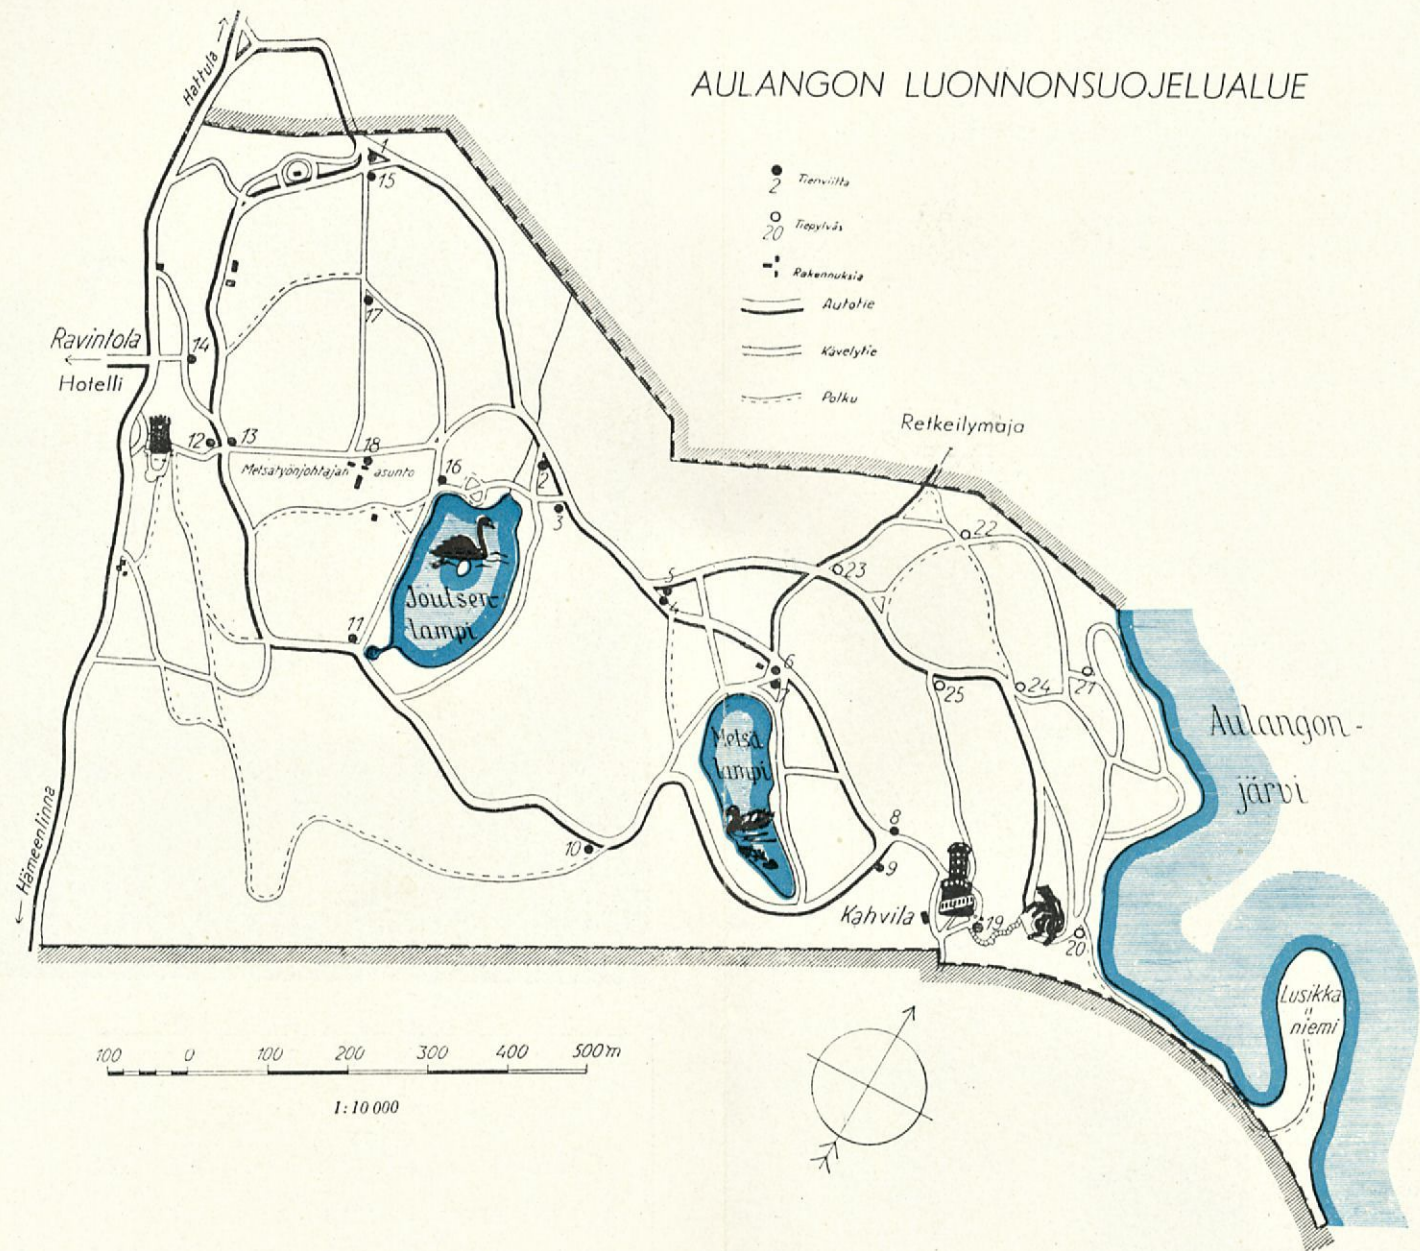 AULANGON LUONNONSUOJELUALUE
Hattula
2 Tienviitta
20 Tiepylväs
Rakennuksia
Autotie
Kävelytie
Polku
1
15
17
Ravintola
Hotelli
14
12
13
18
Metsätyönjohtajan asunto
16
2
3
Retkeilymaja
22
23
5
4
Joutsen-
lampi
11
6
7
25
24
21
Metsä
lampi
Aulangon-
järvi
Hämeenlinna
8
9
10
Kahvila
19
20
Lusikka
niemi
100 0 100 200 300 400 500m
1:10 000